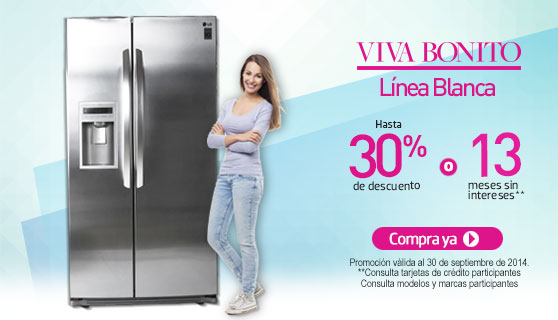 LG
VIVA BONITO
Línea Blanca
Hasta
30%
de descuento
o
13
meses sin
intereses**
Compra ya
Promoción válida al 30 de septiembre de 2014.
**Consulta tarjetas de crédito participantes
Consulta modelos y marcas participantes